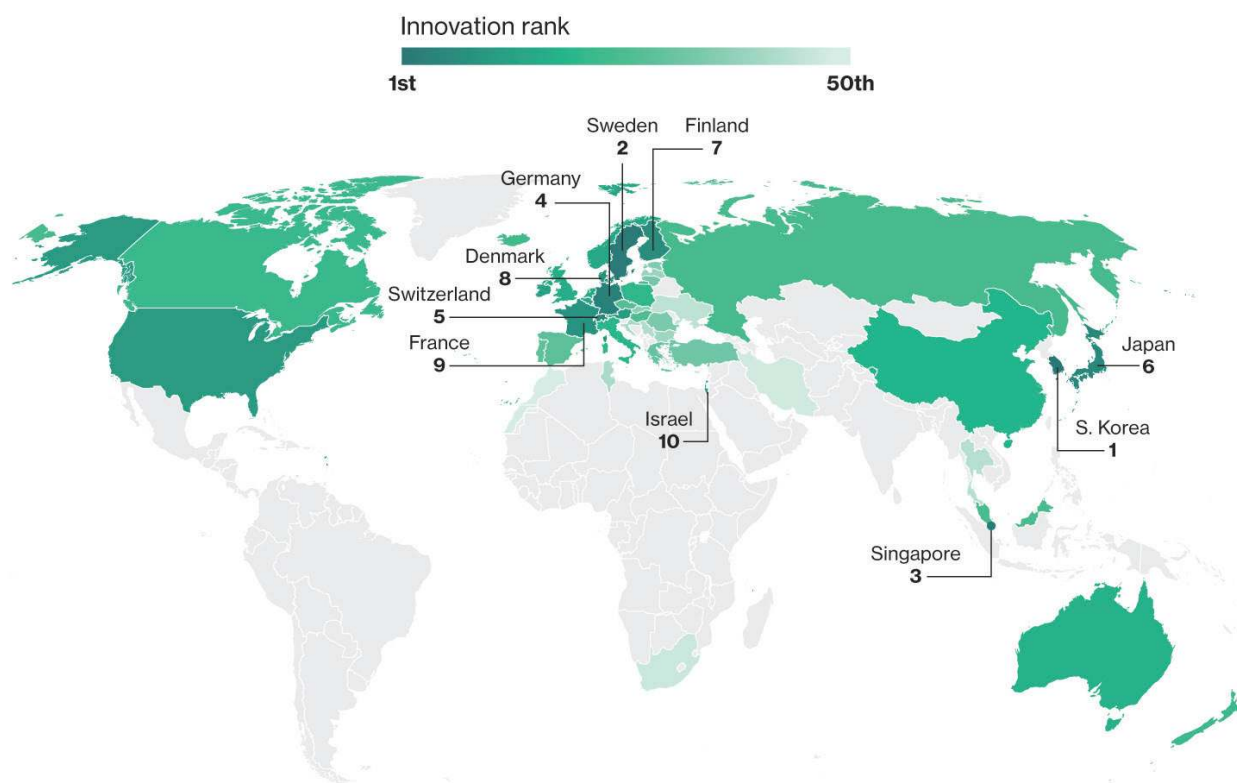 Innovation rank
1st 50th
Sweden
2
Finland
7
Germany
4
Denmark
8
Switzerland
5
France
9
Japan
6
S. Korea
1
Israel
10
Singapore
3